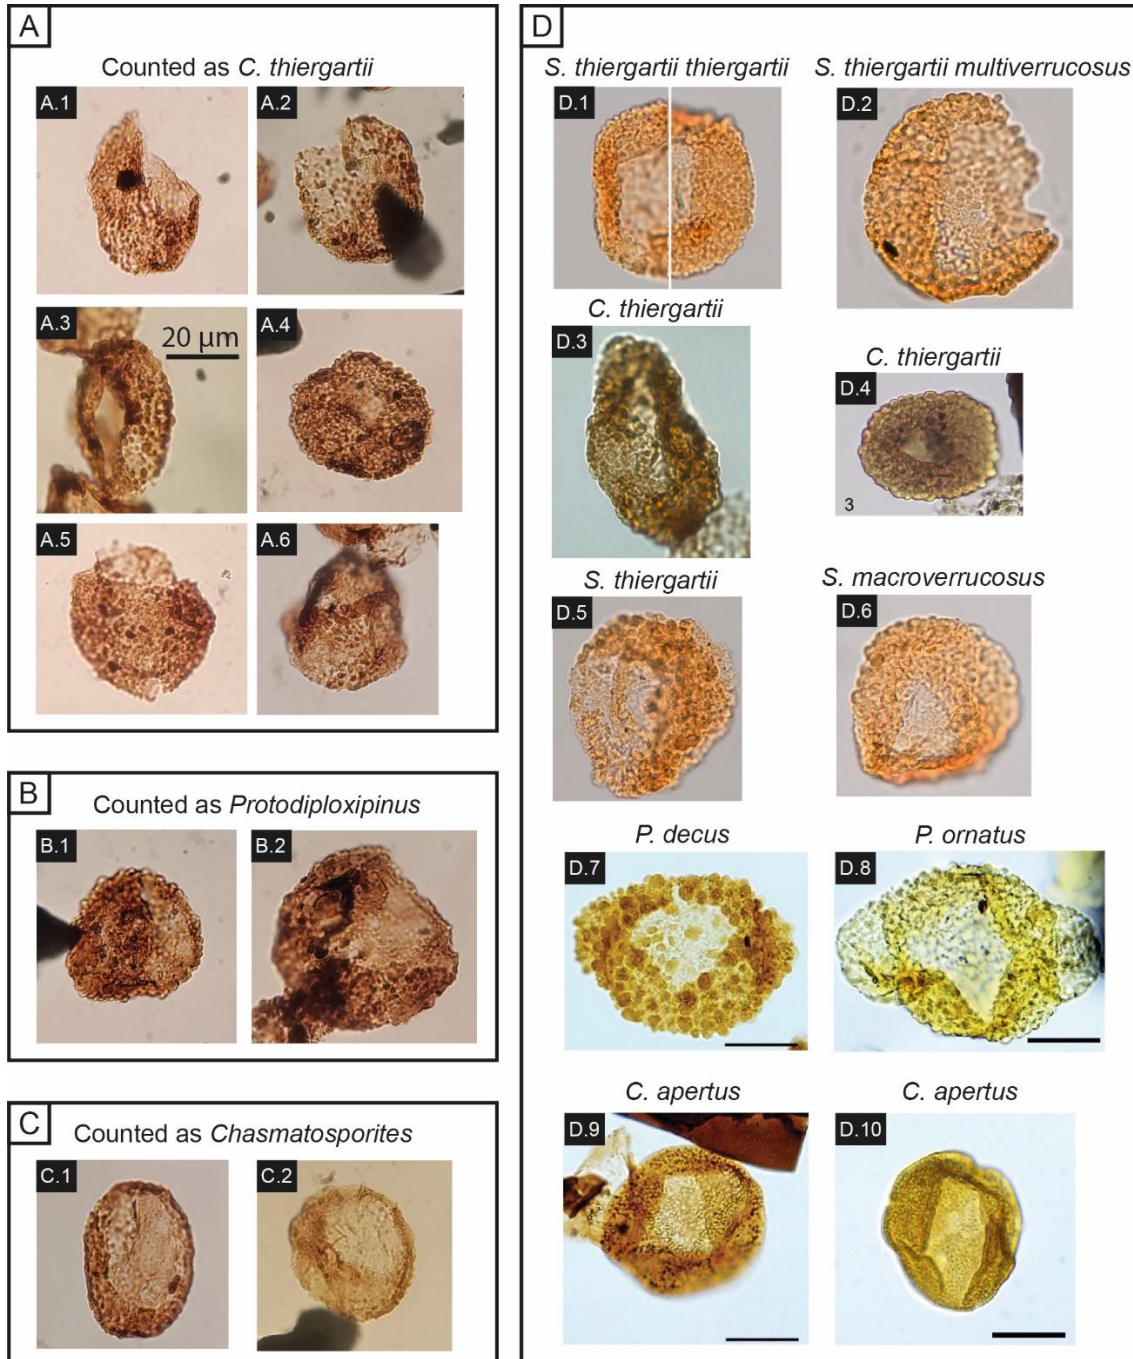 A
Counted as C. thiergartii
A.1
A.2
A.3
20 µm
A.4
A.5
A.6
B
Counted as Protodiploxipinus
B.1
B.2
C
Counted as Chasmatosporites
C.1
C.2
D
S. thiergartii thiergartii
S. thiergartii multiverrucosus
D.1
D.2
C. thiergartii
D.3
C. thiergartii
D.4
3
S. thiergartii
S. macroverrucosus
D.5
D.6
P. decus
P. ornatus
D.7
D.8
C. apertus
C. apertus
D.9
D.10